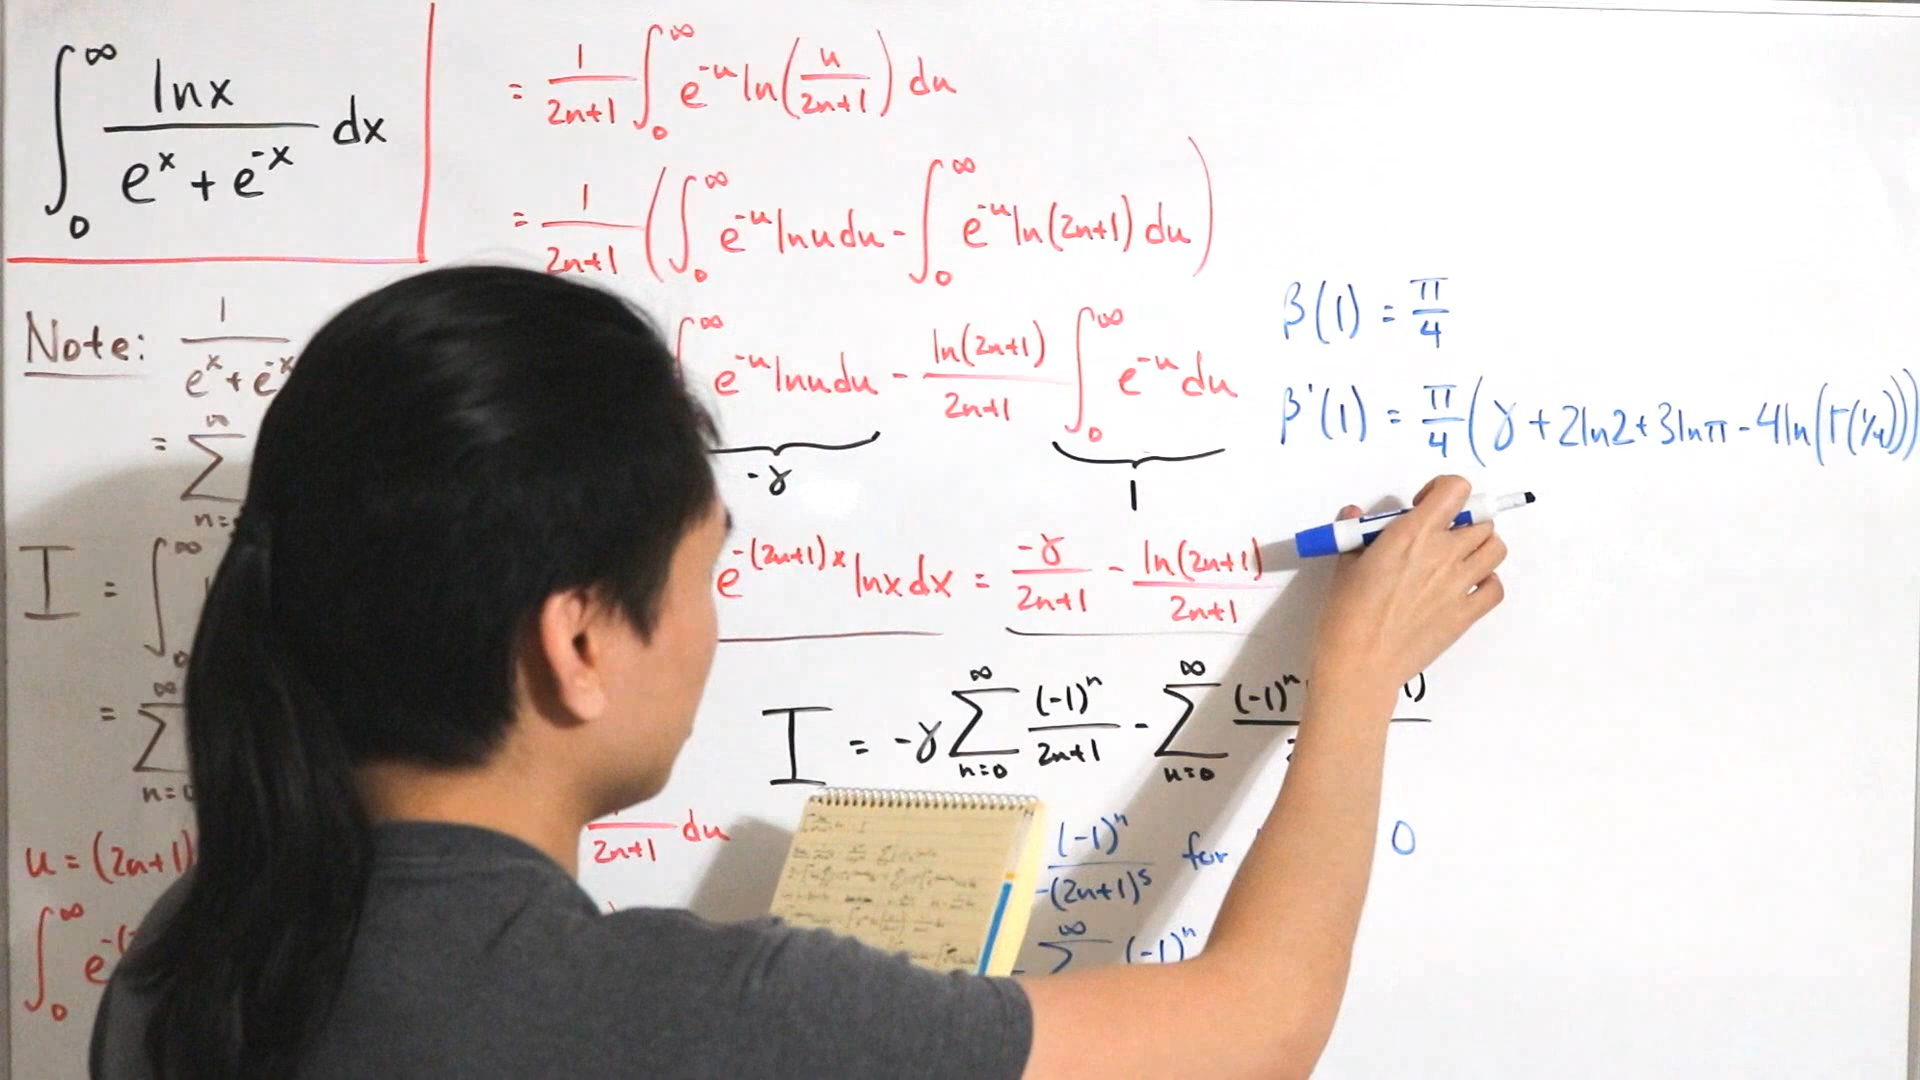 ∫₀^∞ lnx / (e^x + e^-x) dx
Note: 1 / (e^x + e^-x)
= ∑ ∞ n=
I = ∫₀^∞
= ∑ ∞ n=0
u = (2n+1)
∫₀^∞ e^-(
= 1/(2n+1) ∫₀^∞ e^-u ln(u/(2n+1)) du
= 1/(2n+1) (∫₀^∞ e^-u lnu du - ∫₀^∞ e^-u ln(2n+1) du)
∫^∞ e^-u lnu du - ln(2n+1)/(2n+1) ∫₀^∞ e^-u du
-γ 1
e^-(2n+1)x lnx dx = -γ/(2n+1) - ln(2n+1)/(2n+1)
I = -γ ∑_{n=0}^∞ (-1)^n/(2n+1) - ∑_{n=0}^∞ (-1)^n
2n+1 du
(-1)^n / -(2n+1)^s for 0
∑ ∞ (-1)^n
β(1) = π/4
β'(1) = π/4 (γ + 2ln2 + 3lnπ - 4ln(Γ(1/4)))